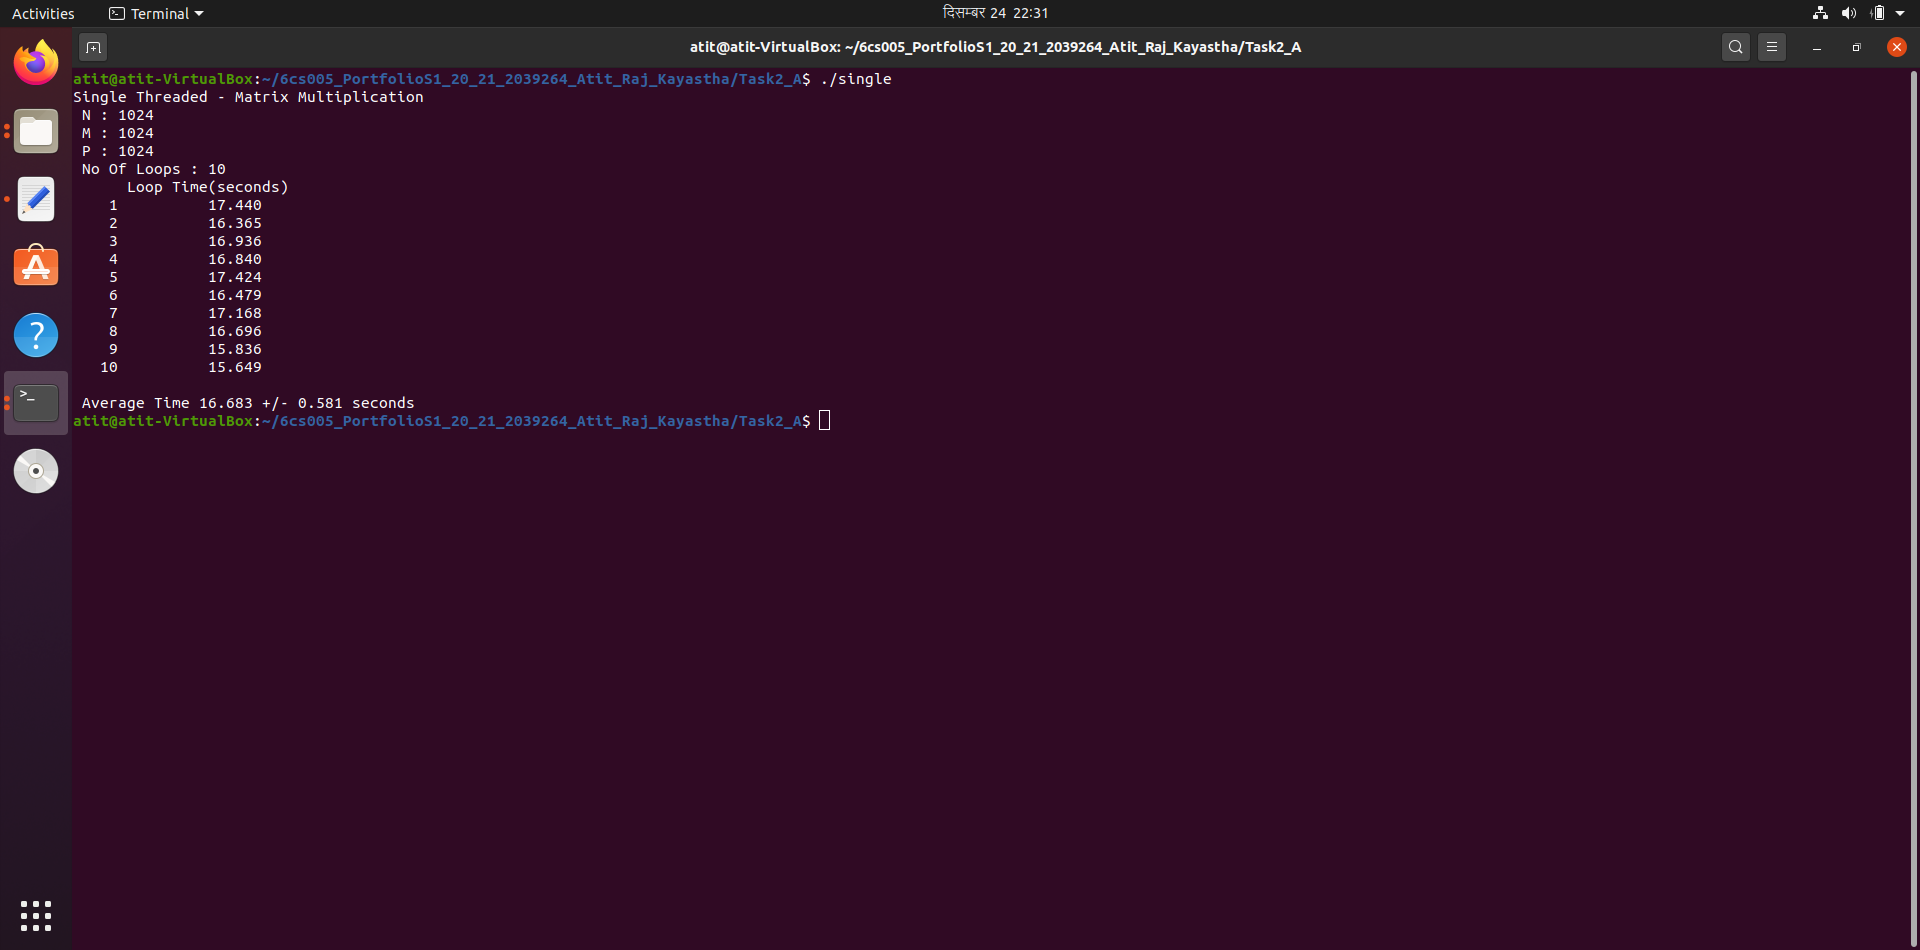 Activities Terminal दिसम्बर 24 22:31
atit@atit-VirtualBox: ~/6cs005_PortfolioS1_20_21_2039264_Atit_Raj_Kayastha/Task2_A
atit@atit-VirtualBox:~/6cs005_PortfolioS1_20_21_2039264_Atit_Raj_Kayastha/Task2_A$ ./single
Single Threaded - Matrix Multiplication
N : 1024
M : 1024
P : 1024
No Of Loops : 10
Loop Time(seconds)
1 17.440
2 16.365
3 16.936
4 16.840
5 17.424
6 16.479
7 17.168
8 16.696
9 15.836
10 15.649
Average Time 16.683 +/- 0.581 seconds
atit@atit-VirtualBox:~/6cs005_PortfolioS1_20_21_2039264_Atit_Raj_Kayastha/Task2_A$